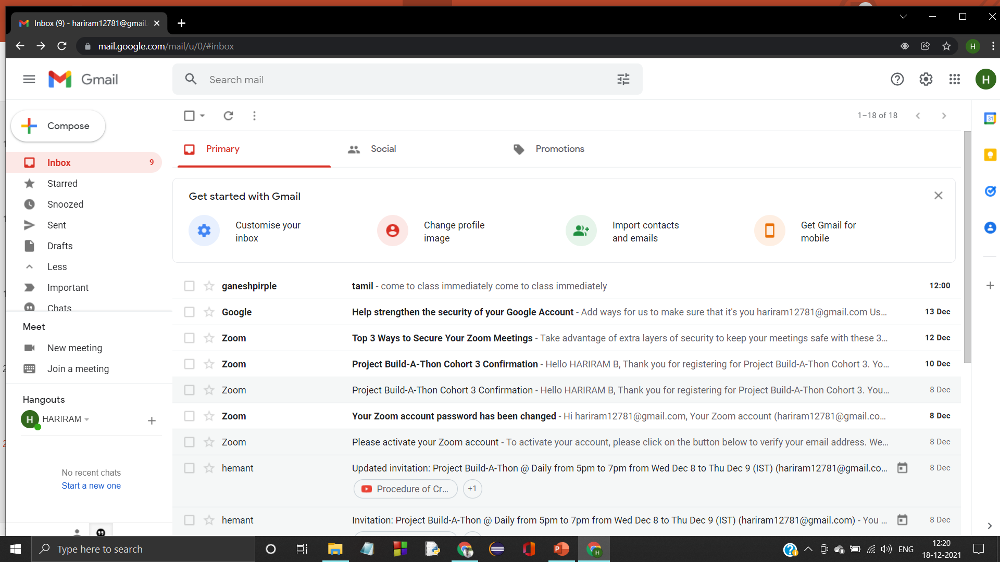 Inbox (9) - hariram12781@gmail.
mail.google.com/mail/u/0/#inbox
H
Gmail
Search mail
H
Compose
1–18 of 18
Primary
Social
Promotions
Inbox 9
Starred
Snoozed
Sent
Drafts
Less
Important
Chats
Meet
New meeting
Join a meeting
Hangouts
H HARIRAM
No recent chats
Start a new one
Get started with Gmail
Customise your
inbox
Change profile
image
Import contacts
and emails
Get Gmail for
mobile
ganeshpirple tamil - come to class immediately come to class immediately 12:00
Google Help strengthen the security of your Google Account - Add ways for us to make sure that it's you hariram12781@gmail.com Us... 13 Dec
Zoom Top 3 Ways to Secure Your Zoom Meetings - Take advantage of extra layers of security to keep your meetings safe with these 3... 12 Dec
Zoom Project Build-A-Thon Cohort 3 Confirmation - Hello HARIRAM B, Thank you for registering for Project Build-A-Thon Cohort 3. Yo... 10 Dec
Zoom Project Build-A-Thon Cohort 3 Confirmation - Hello HARIRAM B, Thank you for registering for Project Build-A-Thon Cohort 3. You... 8 Dec
Zoom Your Zoom account password has been changed - Hi hariram12781@gmail.com, Your Zoom account (hariram12781@gmail.co... 8 Dec
Zoom Please activate your Zoom account - To activate your account, please click on the button below to verify your email address. We... 8 Dec
hemant Updated invitation: Project Build-A-Thon @ Daily from 5pm to 7pm from Wed Dec 8 to Thu Dec 9 (IST) (hariram12781@gmail.co... 8 Dec
Procedure of Cr... +1
hemant Invitation: Project Build-A-Thon @ Daily from 5pm to 7pm from Wed Dec 8 to Thu Dec 9 (IST) (hariram12781@gmail.com) - You ... 8 Dec
31
Type here to search
ENG
12:20
18-12-2021